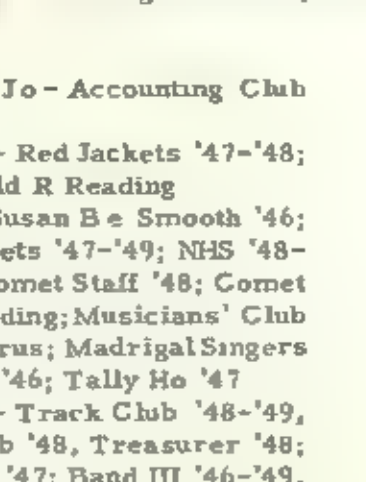 Jo - Accounting Club
- Red Jackets '47-'48;
ld R Reading
Susan B e Smooth '46;
ets '47-'49; NHS '48-
omet Staff '48; Comet
ding; Musicians' Club
rus; Madrigal Singers
'46; Tally Ho '47
- Track Club '48-'49,
b '48, Treasurer '48;
'47; Band III '46-'49,